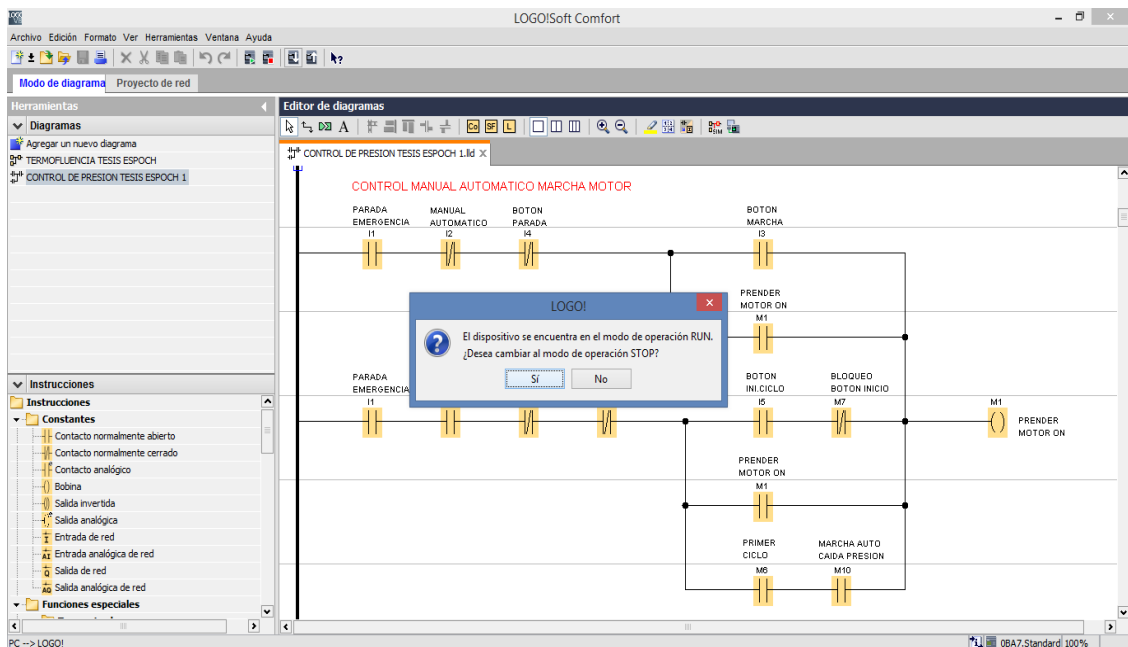 LOGO!Soft Comfort
Archivo Edición Formato Ver Herramientas Ventana Ayuda
Modo de diagrama Proyecto de red
Herramientas
Diagramas
Agregar un nuevo diagrama
TERMOFLUENCIA TESIS ESPOCH
CONTROL DE PRESION TESIS ESPOCH 1
Instrucciones
Instrucciones
Constantes
Contacto normalmente abierto
Contacto normalmente cerrado
Contacto analógico
Bobina
Salida invertida
Salida analógica
I Entrada de red
AI Entrada analógica de red
Q Salida de red
AQ Salida analógica de red
Funciones especiales
Editor de diagramas
A Co SF L
CONTROL DE PRESION TESIS ESPOCH 1.lld
CONTROL MANUAL AUTOMATICO MARCHA MOTOR
PARADA MANUAL BOTON BOTON
EMERGENCIA AUTOMATICO PARADA MARCHA
I1 I2 I4 I3
PRENDER
MOTOR ON
M1
LOGO!
El dispositivo se encuentra en el modo de operación RUN.
¿Desea cambiar al modo de operación STOP?
Sí No
PARADA BOTON BLOQUEO
EMERGENCIA INI.CICLO BOTON INICIO
I1 I5 M7 M1
PRENDER
MOTOR ON
PRENDER
MOTOR ON
M1
PRIMER MARCHA AUTO
CICLO CAIDA PRESION
M6 M10
PC --> LOGO!
0BA7.Standard 100%